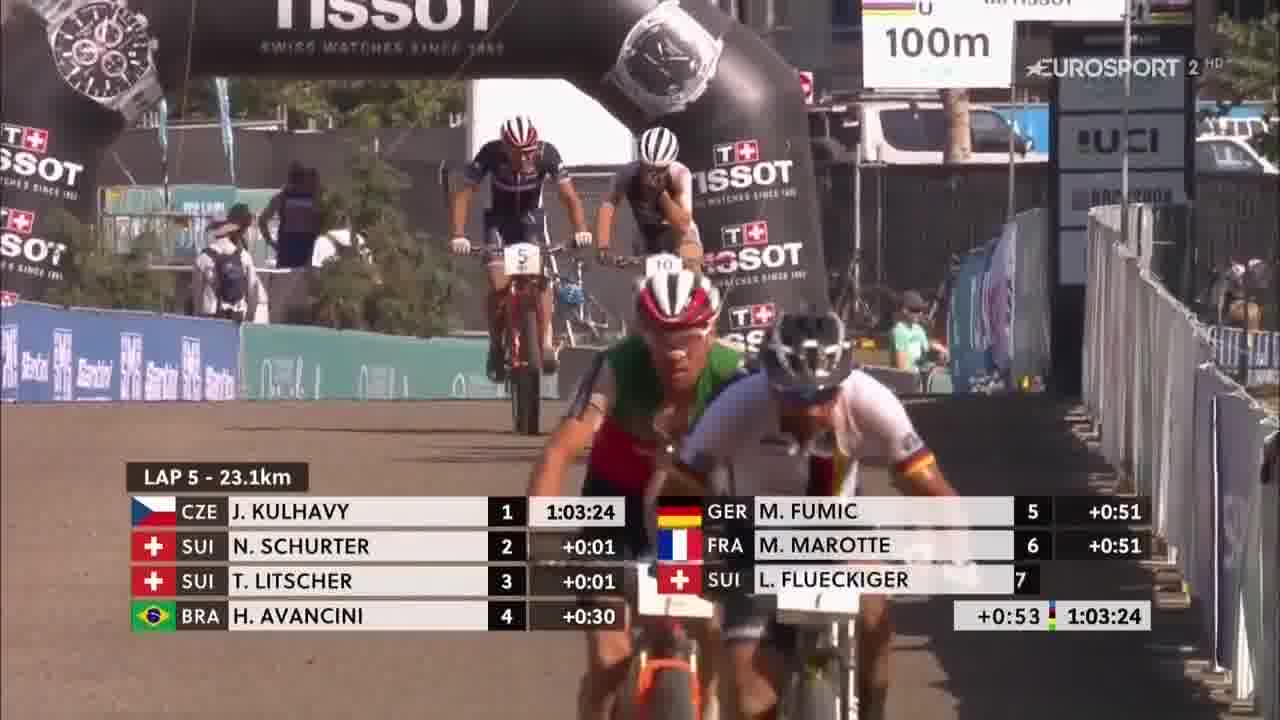 TISSOT
SWISS WATCHES SINCE 1853
100m
EUROSPORT 2 HD
UCI
TISSOT
WATCHES SINCE 1853
SSOT
SSOT
SSOT
5
10
LAP 5 - 23.1km
CZE J. KULHAVY 1 1:03:24
SUI N. SCHURTER 2 +0:01
SUI T. LITSCHER 3 +0:01
BRA H. AVANCINI 4 +0:30
GER M. FUMIC 5 +0:51
FRA M. MAROTTE 6 +0:51
SUI L. FLUECKIGER 7
+0:53 1:03:24